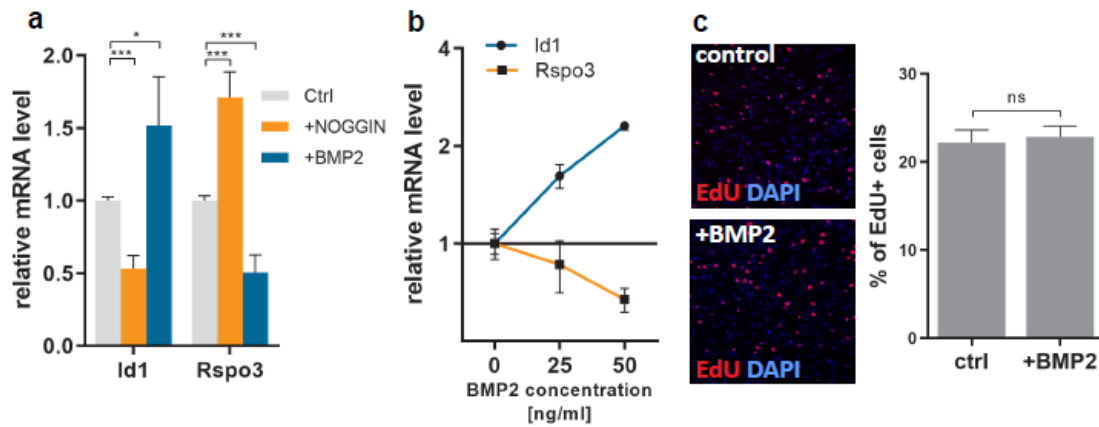 a
relative mRNA level
2.0
1.5
1.0
0.5
0.0
***
*
***
***
Ctrl
+NOGGIN
+BMP2
Id1
Rspo3
b
relative mRNA level
4
2
1
Id1
Rspo3
0
25
50
BMP2 concentration
[ng/ml]
c
control
EdU DAPI
+BMP2
EdU DAPI
% of EdU+ cells
30
20
10
0
ns
ctrl
+BMP2